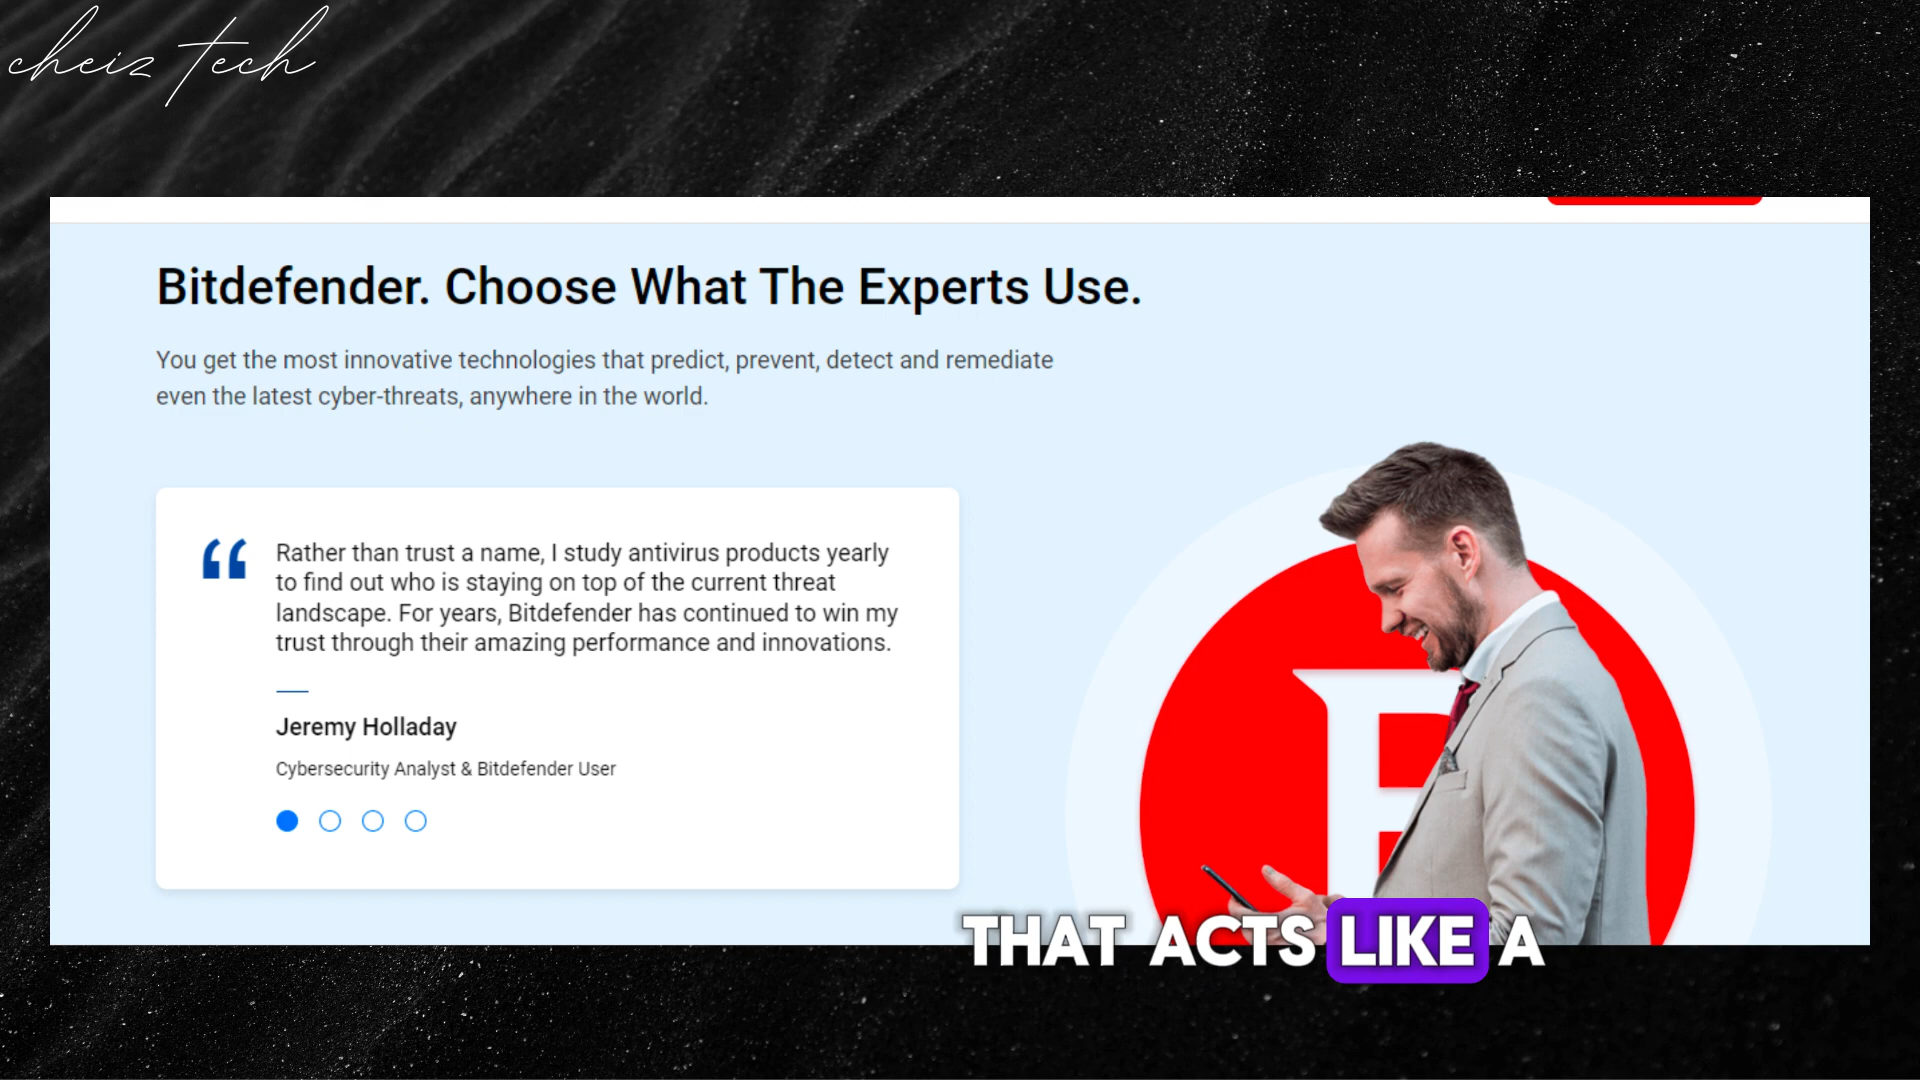 cheiz tech
Bitdefender. Choose What The Experts Use.
You get the most innovative technologies that predict, prevent, detect and remediate
even the latest cyber-threats, anywhere in the world.
“
Rather than trust a name, I study antivirus products yearly
to find out who is staying on top of the current threat
landscape. For years, Bitdefender has continued to win my
trust through their amazing performance and innovations.
Jeremy Holladay
Cybersecurity Analyst & Bitdefender User
B
THAT ACTS LIKE A